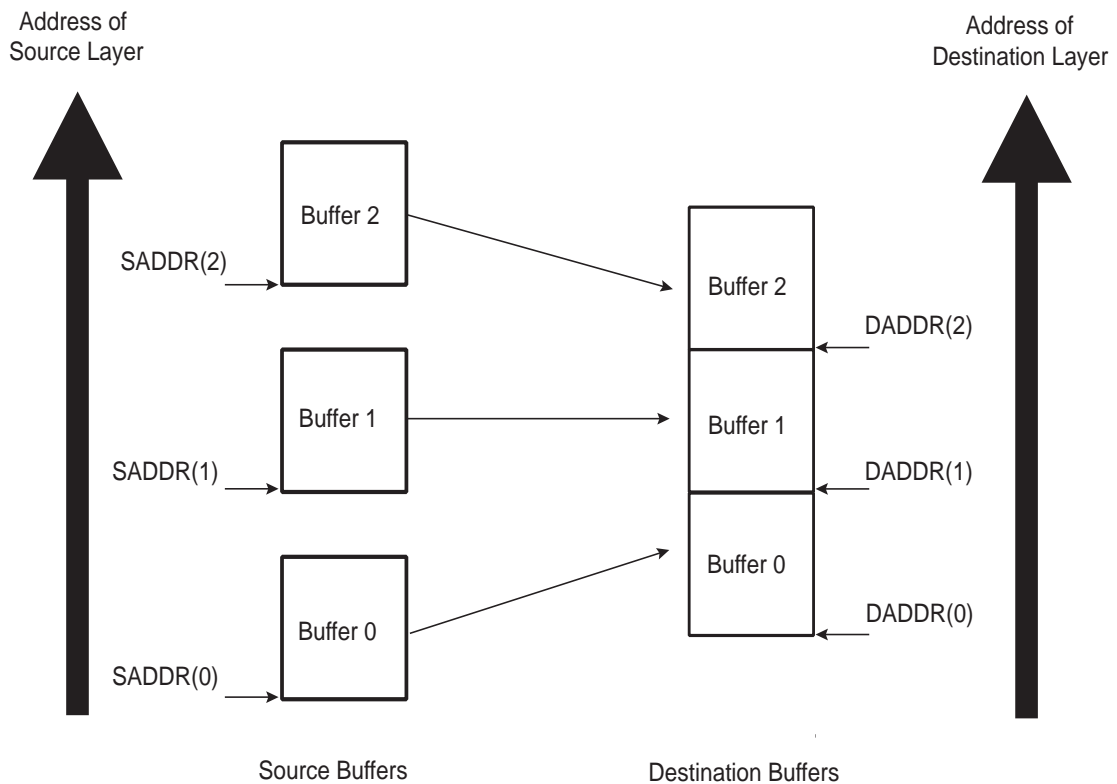 Address of
Source Layer
Address of
Destination Layer
Buffer 2
SADDR(2)
Buffer 2
DADDR(2)
Buffer 1
Buffer 1
SADDR(1)
DADDR(1)
Buffer 0
DADDR(0)
Buffer 0
SADDR(0)
Source Buffers
Destination Buffers